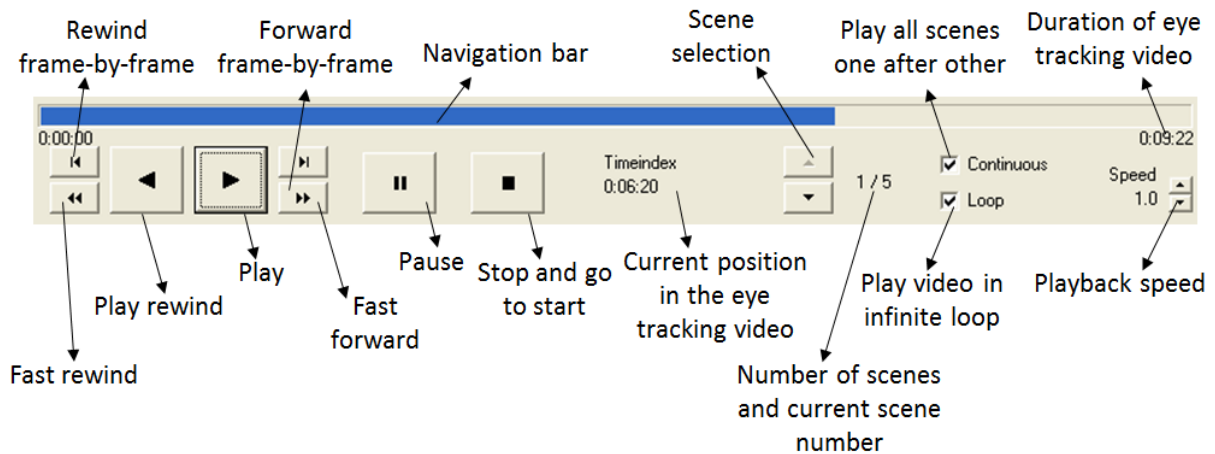 Rewind
frame-by-frame
Forward
frame-by-frame
Navigation bar
Scene
selection
Play all scenes
one after other
Duration of eye
tracking video
0:00:00
0:09:22
Timeindex
0:06:20
1 / 5
Continuous
Loop
Speed
1.0
Fast rewind
Play rewind
Play
Fast
forward
Pause
Stop and go
to start
Current position
in the eye
tracking video
Number of scenes
and current scene
number
Play video in
infinite loop
Playback speed